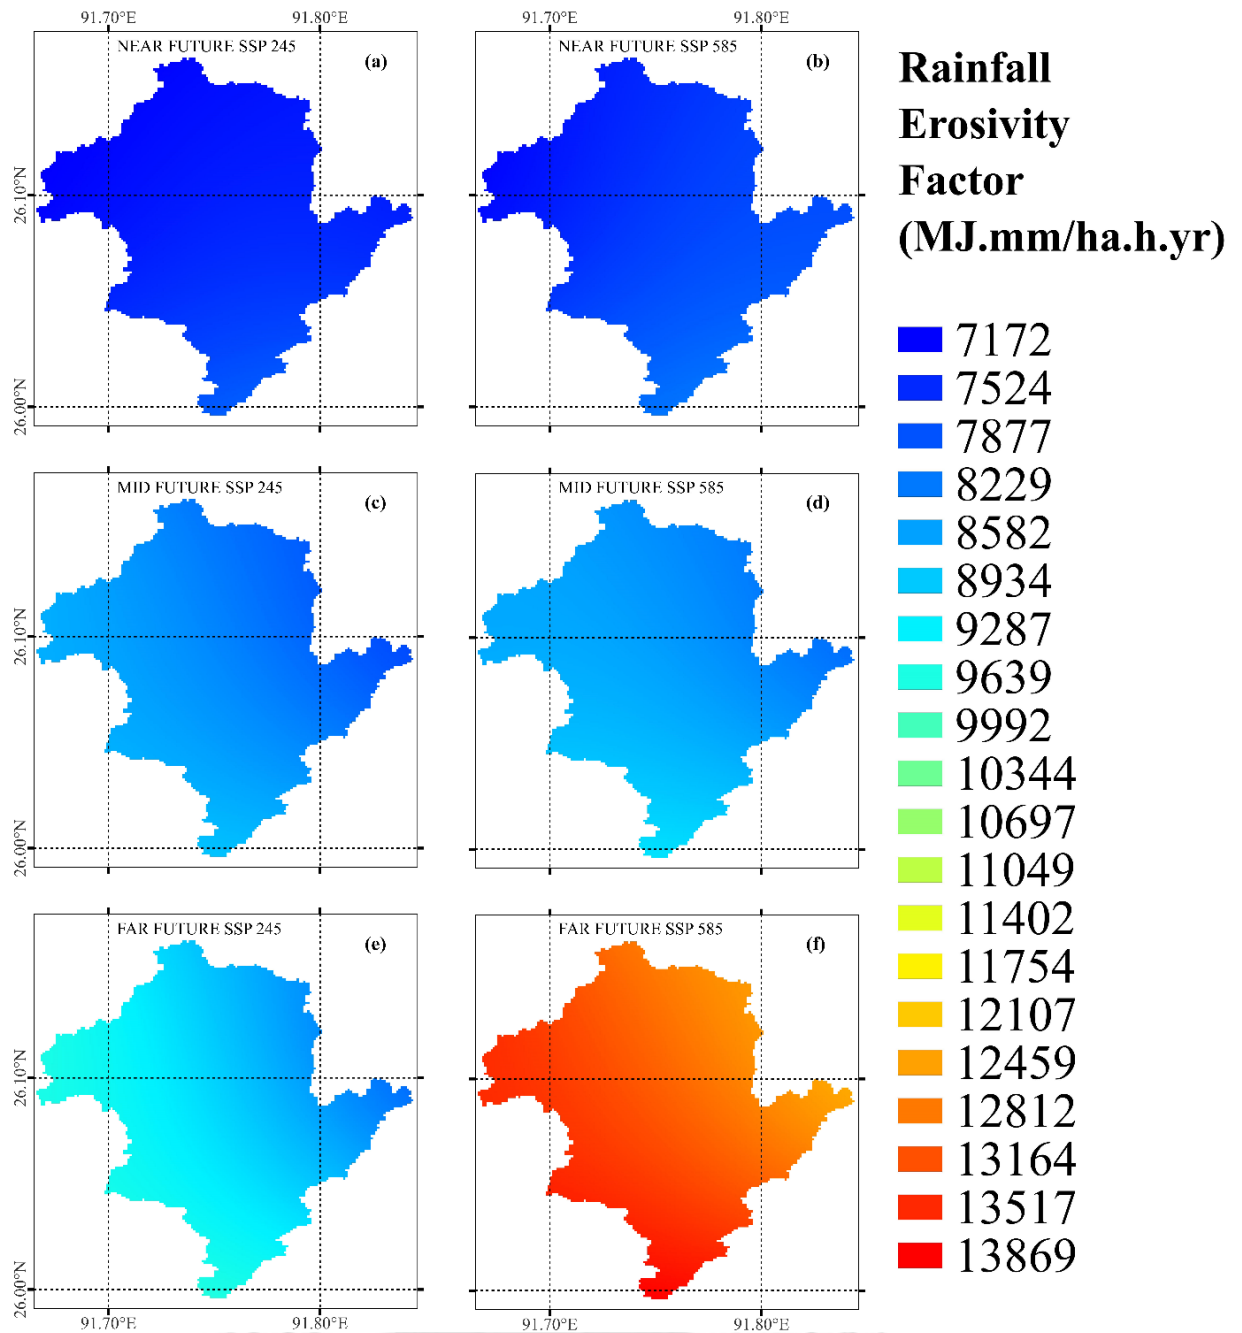 91.70°E
91.80°E
91.70°E
91.80°E
NEAR FUTURE SSP 245
(a)
NEAR FUTURE SSP 585
(b)
26.10°N
26.00°N
MID FUTURE SSP 245
(c)
MID FUTURE SSP 585
(d)
26.10°N
26.00°N
FAR FUTURE SSP 245
(e)
FAR FUTURE SSP 585
(f)
26.10°N
26.00°N
91.70°E
91.80°E
91.70°E
91.80°E
Rainfall
Erosivity
Factor
(MJ.mm/ha.h.yr)
7172
7524
7877
8229
8582
8934
9287
9639
9992
10344
10697
11049
11402
11754
12107
12459
12812
13164
13517
13869